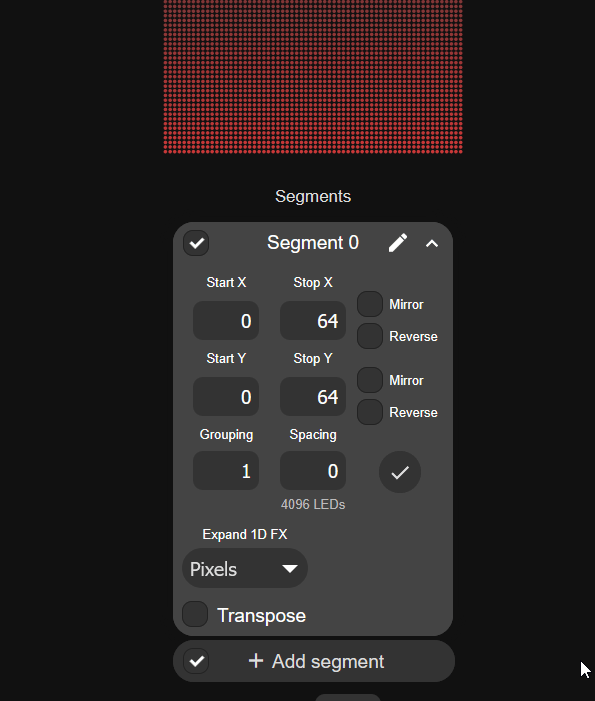 Segments
Segment 0
Start X Stop X
0 64
Mirror
Reverse
Start Y Stop Y
0 64
Mirror
Reverse
Grouping Spacing
1 0
4096 LEDs
Expand 1D FX
Pixels
Transpose
+ Add segment